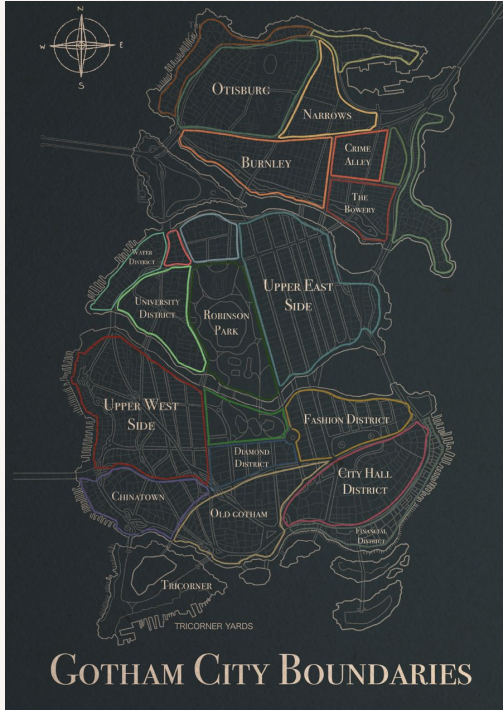 N
W
E
S
OTISBURG
NARROWS
BURNLEY
CRIME
ALLEY
THE
BOWERY
WATER
DISTRICT
UPPER EAST
SIDE
UNIVERSITY
DISTRICT
ROBINSON
PARK
UPPER WEST
SIDE
FASHION DISTRICT
DIAMOND
DISTRICT
CITY HALL
DISTRICT
CHINATOWN
OLD GOTHAM
FINANCIAL
DISTRICT
TRICORNER
TRICORNER YARDS
GOTHAM CITY BOUNDARIES